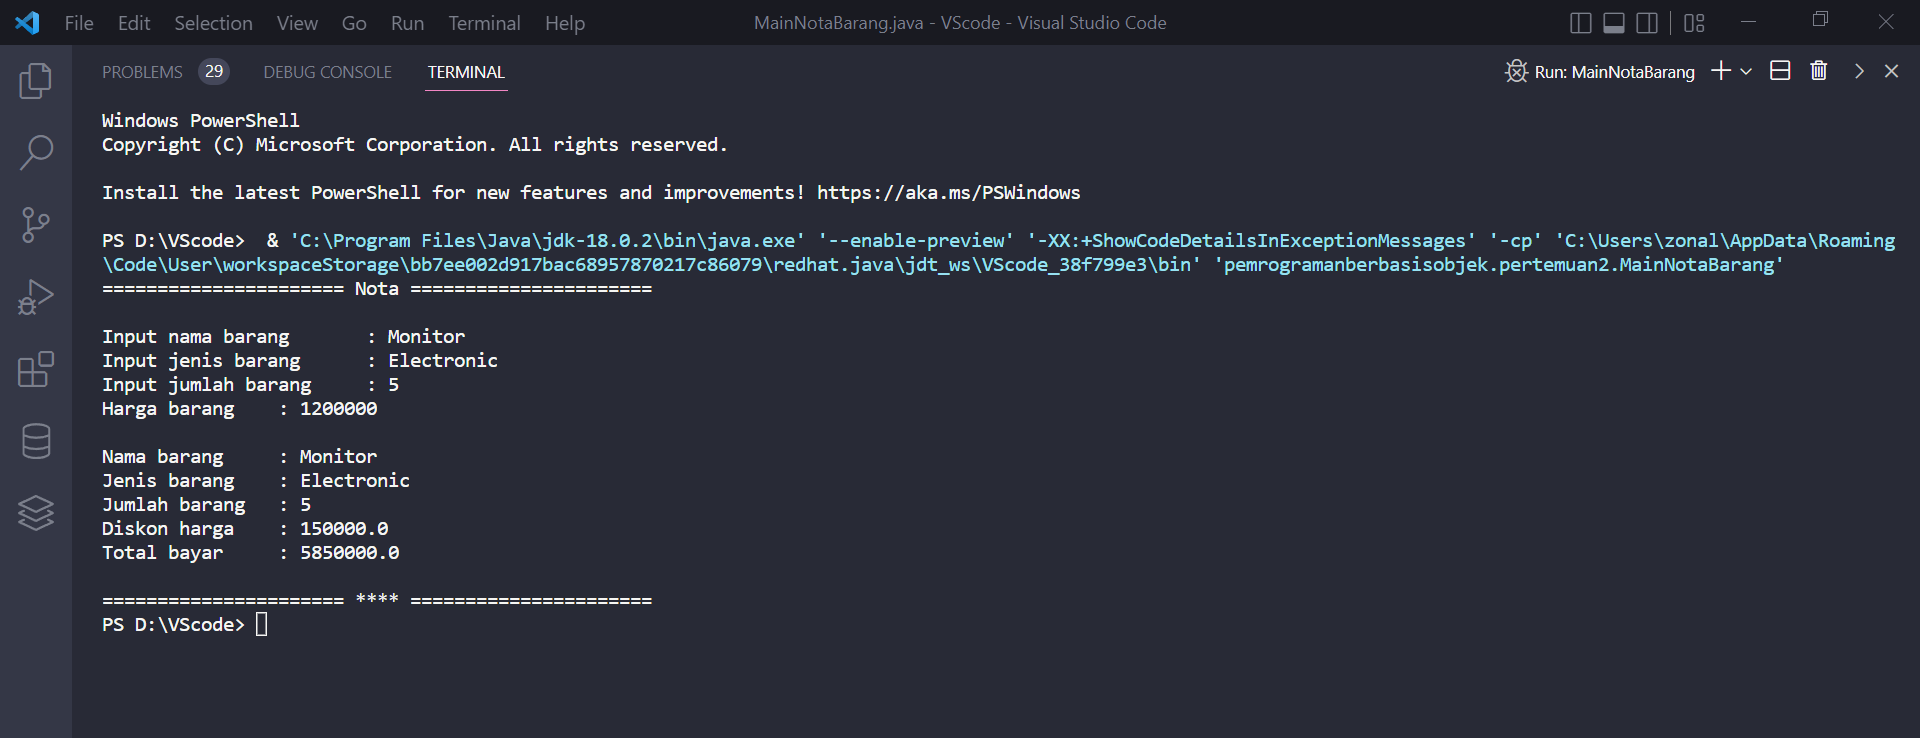 File Edit Selection View Go Run Terminal Help MainNotaBarang.java - VScode - Visual Studio Code
PROBLEMS 29 DEBUG CONSOLE TERMINAL Run: MainNotaBarang
Windows PowerShell
Copyright (C) Microsoft Corporation. All rights reserved.
Install the latest PowerShell for new features and improvements! https://aka.ms/PSWindows
PS D:\VScode>  & 'C:\Program Files\Java\jdk-18.0.2\bin\java.exe' '--enable-preview' '-XX:+ShowCodeDetailsInExceptionMessages' '-cp' 'C:\Users\zonal\AppData\Roaming
\Code\User\workspaceStorage\bb7ee002d917bac68957870217c86079\redhat.java\jdt_ws\VScode_38f799e3\bin' 'pemrogramanberbasisobjek.pertemuan2.MainNotaBarang'
====================== Nota ======================
Input nama barang       : Monitor
Input jenis barang      : Electronic
Input jumlah barang     : 5
Harga barang    : 1200000
Nama barang     : Monitor
Jenis barang    : Electronic
Jumlah barang   : 5
Diskon harga    : 150000.0
Total bayar     : 5850000.0
====================== **** ======================
PS D:\VScode>